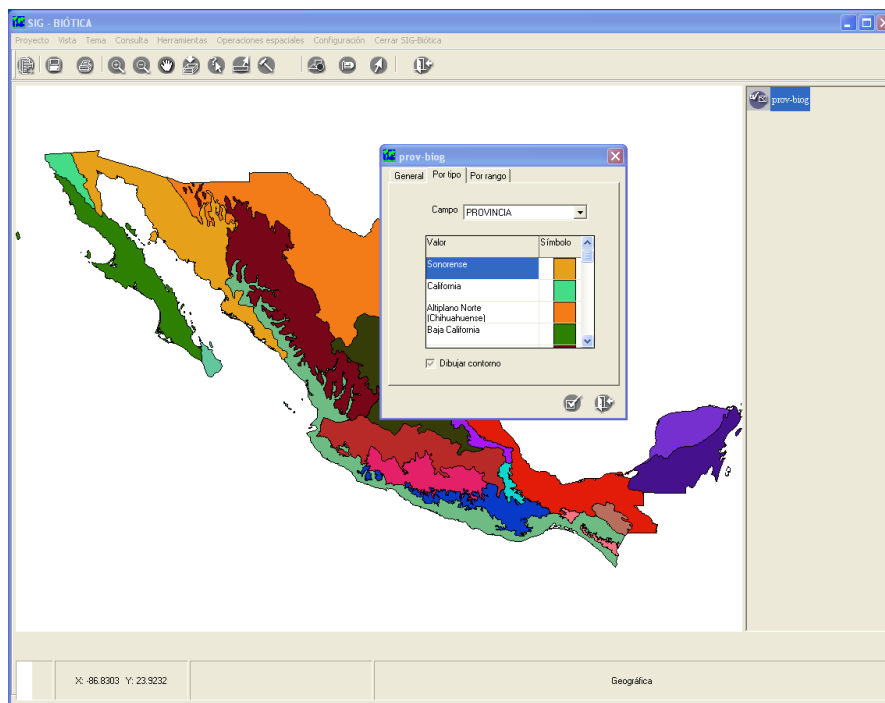 SIG - BIÓTICA
Proyecto Vista Tema Consulta Herramientas Operaciones espaciales Configuración Cerrar SIG-Biótica
prov-biog
prov-biog
General Por tipo Por rango
Campo PROVINCIA
Valor Símbolo
Sonorense
California
Altiplano Norte
(Chihuahuense)
Baja California
Dibujar contorno
X: -86.8303 Y: 23.9232
Geográfica